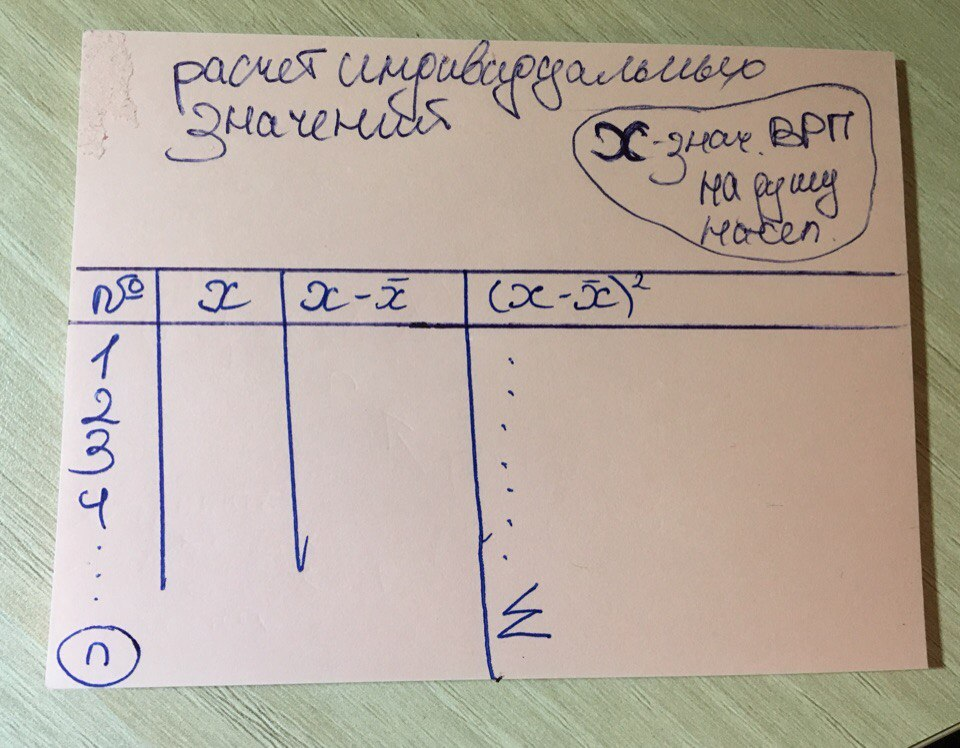 расчет индивидуальных
значений
x - знач. ВРП
на душу
насел.
№ x x - x̄ (x - x̄)²
1
2
3
4
n
Σ